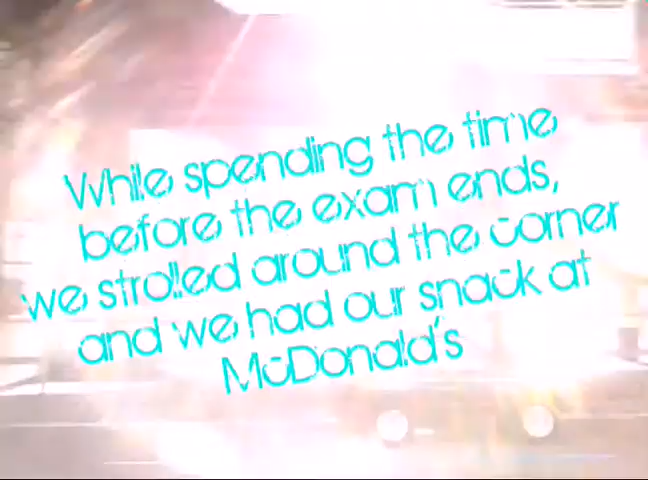 While spending the time
before the exam ends,
we strolled around the corner
and we had our snack at
McDonald's